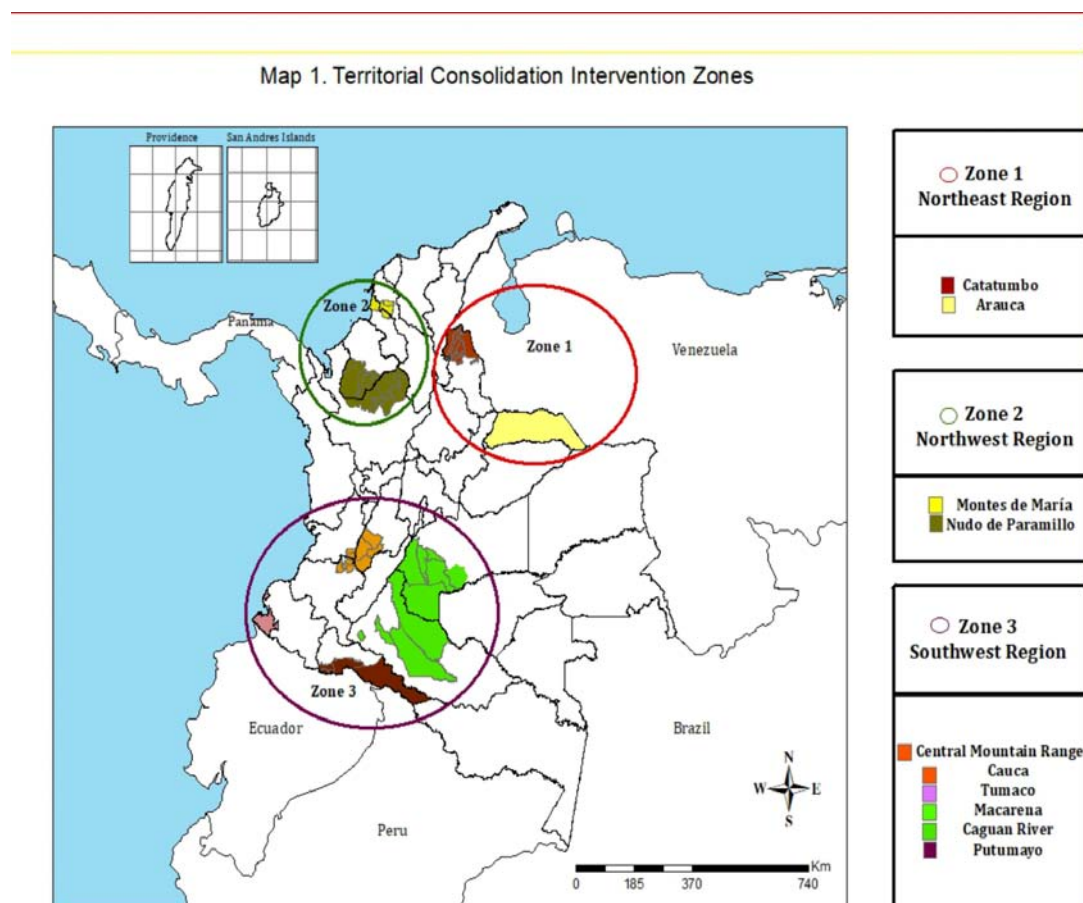 Map 1. Territorial Consolidation Intervention Zones
Providence
San Andres Islands
Zone 2
Panama
Zone 1
Venezuela
Zone 3
Ecuador
Brazil
Peru
N
W E
S
Km
0 185 370 740
Zone 1
Northeast Region
Catatumbo
Arauca
Zone 2
Northwest Region
Montes de María
Nudo de Paramillo
Zone 3
Southwest Region
Central Mountain Range
Cauca
Tumaco
Macarena
Caguan River
Putumayo